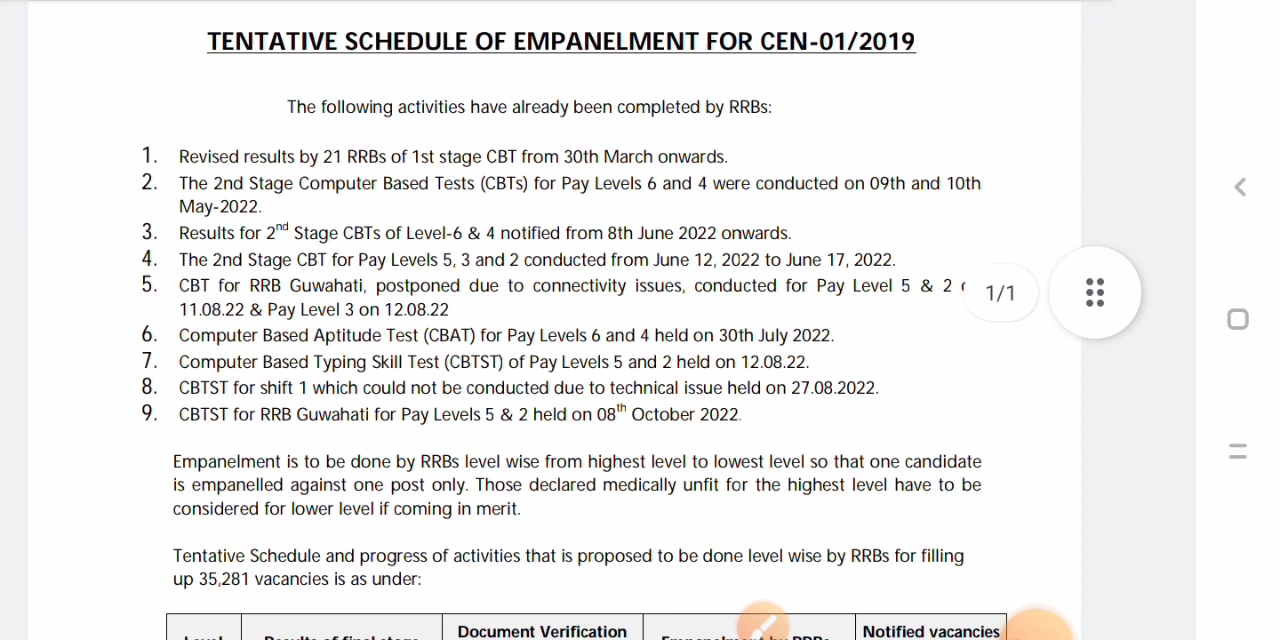 TENTATIVE SCHEDULE OF EMPANELMENT FOR CEN-01/2019
The following activities have already been completed by RRBs:
1. Revised results by 21 RRBs of 1st stage CBT from 30th March onwards.
2. The 2nd Stage Computer Based Tests (CBTs) for Pay Levels 6 and 4 were conducted on 09th and 10th
May-2022.
3. Results for 2nd Stage CBTs of Level-6 & 4 notified from 8th June 2022 onwards.
4. The 2nd Stage CBT for Pay Levels 5, 3 and 2 conducted from June 12, 2022 to June 17, 2022.
5. CBT for RRB Guwahati, postponed due to connectivity issues, conducted for Pay Level 5 & 2
1/1
11.08.22 & Pay Level 3 on 12.08.22
6. Computer Based Aptitude Test (CBAT) for Pay Levels 6 and 4 held on 30th July 2022.
7. Computer Based Typing Skill Test (CBTST) of Pay Levels 5 and 2 held on 12.08.22.
8. CBTST for shift 1 which could not be conducted due to technical issue held on 27.08.2022.
9. CBTST for RRB Guwahati for Pay Levels 5 & 2 held on 08th October 2022.
Empanelment is to be done by RRBs level wise from highest level to lowest level so that one candidate
is empanelled against one post only. Those declared medically unfit for the highest level have to be
considered for lower level if coming in merit.
Tentative Schedule and progress of activities that is proposed to be done level wise by RRBs for filling
up 35,281 vacancies is as under:
Document Verification
Notified vacancies